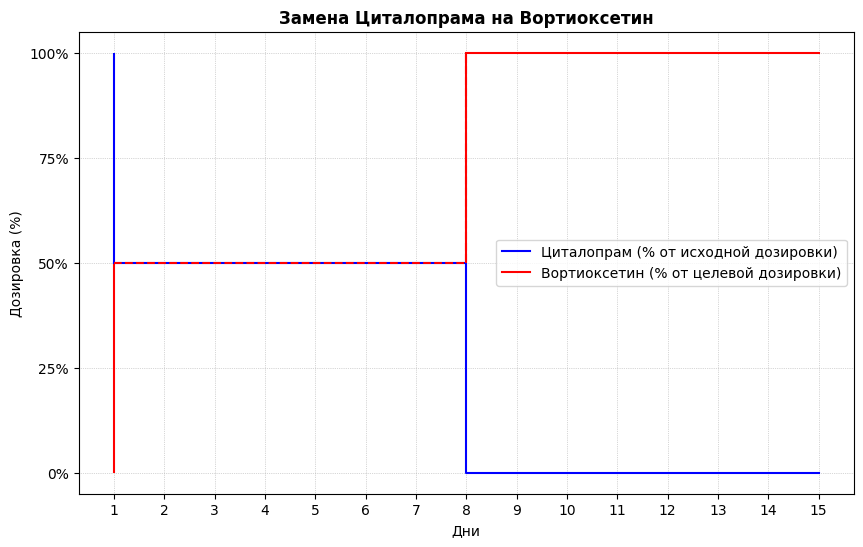 Замена Циталопрама на Вортиоксетин
Дозировка (%)
100%
75%
50%
25%
0%
Циталопрам (% от исходной дозировки)
Вортиоксетин (% от целевой дозировки)
1 2 3 4 5 6 7 8 9 10 11 12 13 14 15
Дни